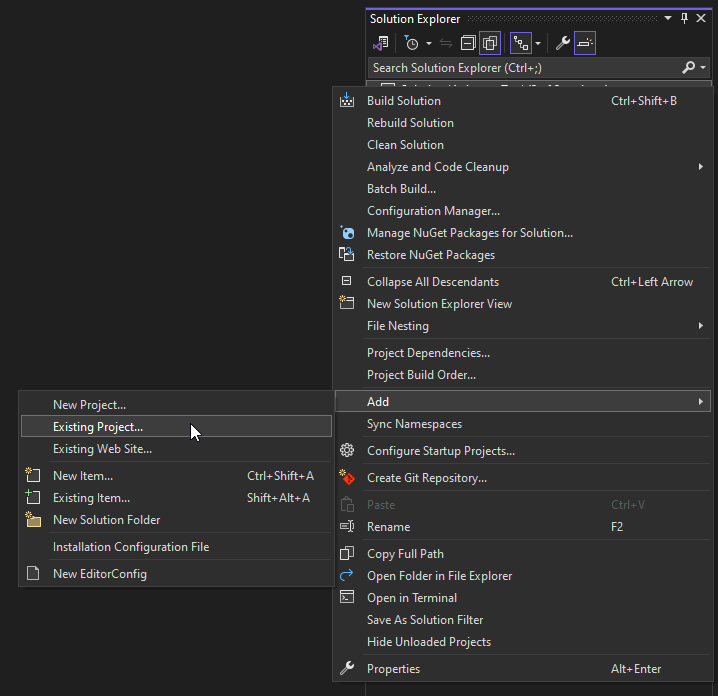 Solution Explorer
Search Solution Explorer (Ctrl+;)
Build Solution Ctrl+Shift+B
Rebuild Solution
Clean Solution
Analyze and Code Cleanup
Batch Build...
Configuration Manager...
Manage NuGet Packages for Solution...
Restore NuGet Packages
Collapse All Descendants Ctrl+Left Arrow
New Solution Explorer View
File Nesting
Project Dependencies...
Project Build Order...
Add
Sync Namespaces
Configure Startup Projects...
Create Git Repository...
Paste Ctrl+V
Rename F2
Copy Full Path
Open Folder in File Explorer
Open in Terminal
Save As Solution Filter
Hide Unloaded Projects
Properties Alt+Enter
New Project...
Existing Project...
Existing Web Site...
New Item... Ctrl+Shift+A
Existing Item... Shift+Alt+A
New Solution Folder
Installation Configuration File
New EditorConfig